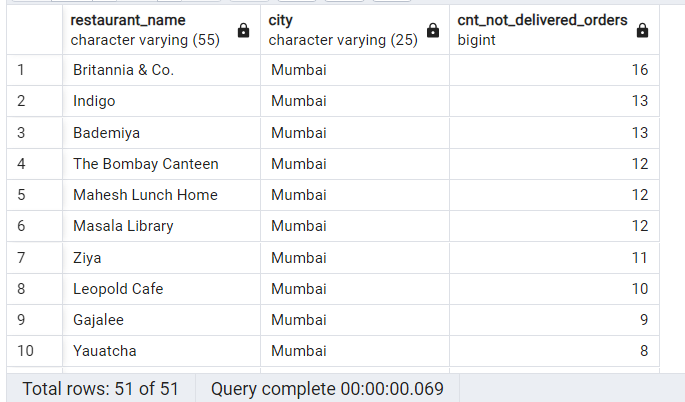 restaurant_name city cnt_not_delivered_orders
character varying (55) character varying (25) bigint
1 Britannia & Co. Mumbai 16
2 Indigo Mumbai 13
3 Bademiya Mumbai 13
4 The Bombay Canteen Mumbai 12
5 Mahesh Lunch Home Mumbai 12
6 Masala Library Mumbai 12
7 Ziya Mumbai 11
8 Leopold Cafe Mumbai 10
9 Gajalee Mumbai 9
10 Yauatcha Mumbai 8
Total rows: 51 of 51 Query complete 00:00:00.069